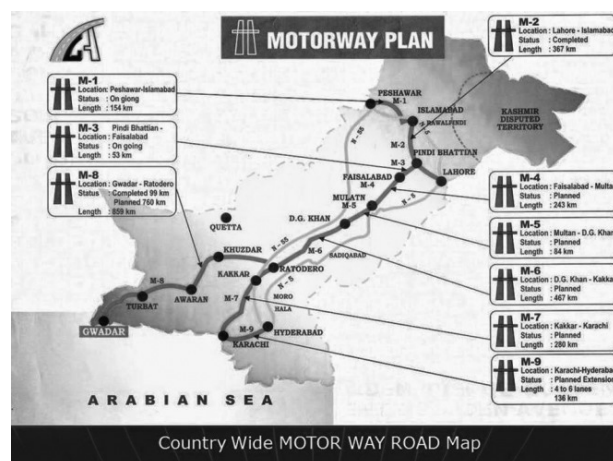 MOTORWAY PLAN
M-1
Location: Peshawar-Islamabad
Status : On giong
Length : 154 km
M-3 Pindi Bhattian -
Location: Faisalabad
Status : On going
Length : 53 km
M-8
Location : Gwadar - Ratodero
Status : Completed 99 km
Planned 760 km
Length : 859 km
M-2
Location : Lahore - Islamabad
Status : Completed
Length : 367 km
PESHAWAR
M-1
ISLAMABAD
RAWALPINDI
KASHMIR
DISPUTED
TERRITORY
N - 55
M-2
PINDI BHATTIAN
M-3
FAISALABAD
LAHORE
M-4
MULATN
M-5
N - 5
D.G. KHAN
QUETTA
KHUZDAR
N - 55
M-6
SADIQABAD
KAKKAR
RATODERO
M-8
AWARAN
M-7
N - 5
MORO
HALA
TURBAT
GWADAR
M-9
HYDERABAD
KARACHI
M-4
Location : Faisalabad - Multa
Status : Planned
Length : 243 km
M-5
Location : Multan - D.G. Khan
Status : Planned
Length : 84 km
M-6
Location : D.G. Khan - Kakka
Status : Planned
Length : 467 km
M-7
Location : Kakkar - Karachi
Status : Planned
Length : 280 km
M-9
Location : Karachi-Hyderaba
Status : Planned Extension
Length : 4 to 6 lanes
136 km
ARABIAN SEA
Country Wide MOTOR WAY ROAD Map